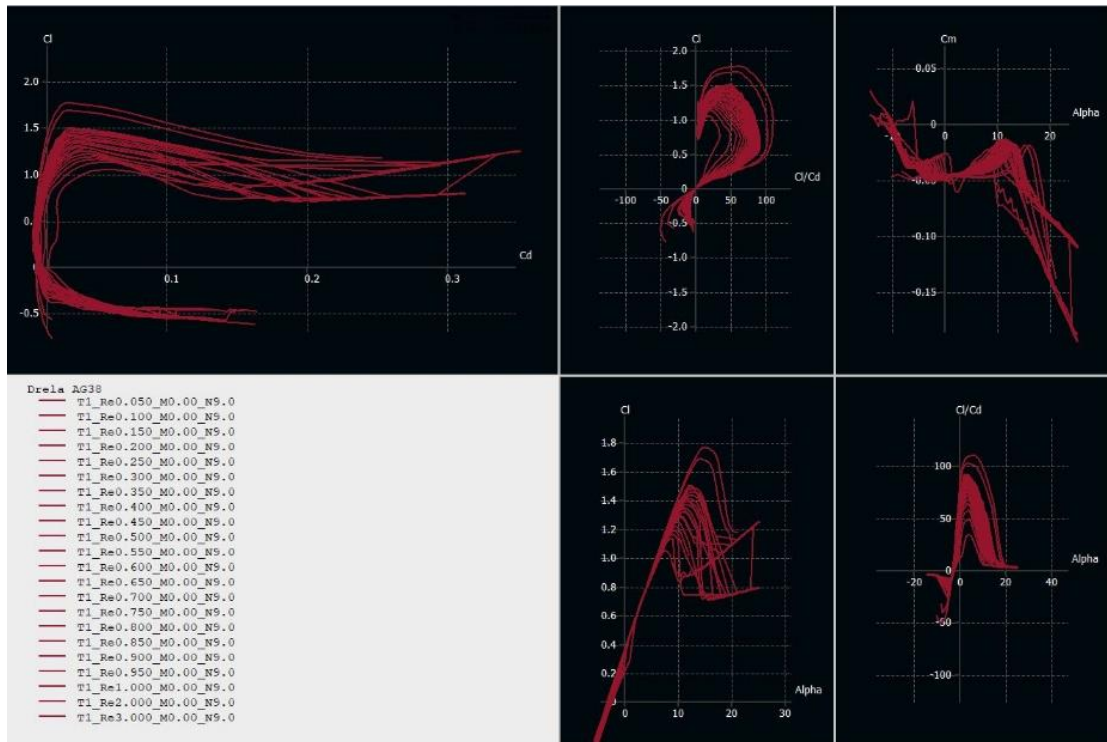 Cl
2.0
1.5
1.0
0.5
-0.5
0.1
0.2
0.3
Cd
Cl
2.0
1.5
1.0
0.5
0
-0.5
-1.0
-1.5
-2.0
-100
-50
0
50
100
Cl/Cd
Cm
0.05
0
-0.05
-0.10
-0.15
0
10
20
Alpha
Drela AG38
T1_Re0.050_M0.00_N9.0
T1_Re0.100_M0.00_N9.0
T1_Re0.150_M0.00_N9.0
T1_Re0.200_M0.00_N9.0
T1_Re0.250_M0.00_N9.0
T1_Re0.300_M0.00_N9.0
T1_Re0.350_M0.00_N9.0
T1_Re0.400_M0.00_N9.0
T1_Re0.450_M0.00_N9.0
T1_Re0.500_M0.00_N9.0
T1_Re0.550_M0.00_N9.0
T1_Re0.600_M0.00_N9.0
T1_Re0.650_M0.00_N9.0
T1_Re0.700_M0.00_N9.0
T1_Re0.750_M0.00_N9.0
T1_Re0.800_M0.00_N9.0
T1_Re0.850_M0.00_N9.0
T1_Re0.900_M0.00_N9.0
T1_Re0.950_M0.00_N9.0
T1_Re1.000_M0.00_N9.0
T1_Re2.000_M0.00_N9.0
T1_Re3.000_M0.00_N9.0
Cl
1.8
1.6
1.4
1.2
1.0
0.8
0.6
0.4
0.2
0
10
20
30
Alpha
Cl/Cd
100
50
0
-50
-100
-20
0
20
40
Alpha